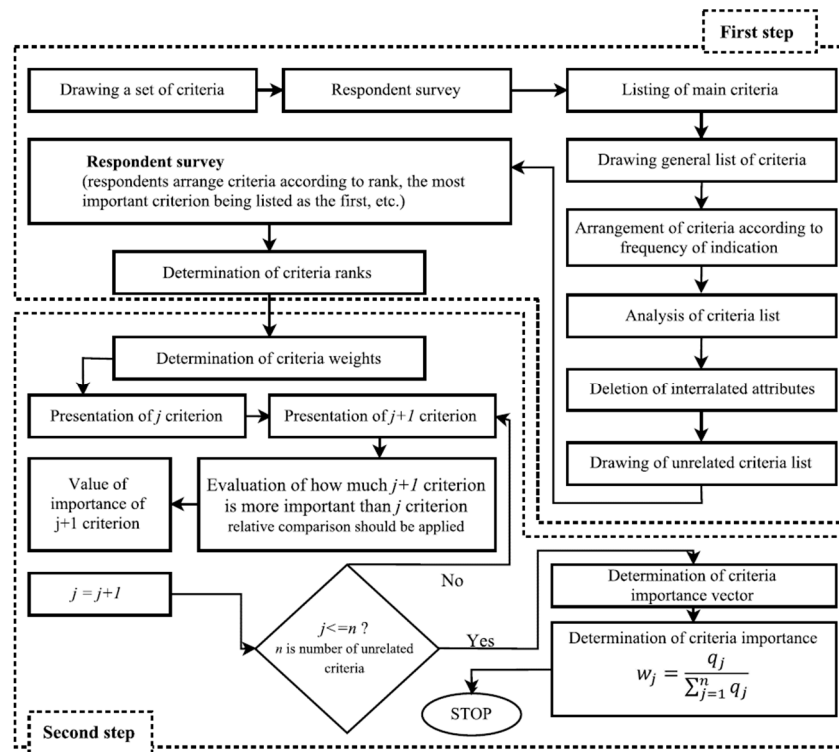 First step
Drawing a set of criteria
Respondent survey
Listing of main criteria
Drawing general list of criteria
Arrangement of criteria according to
frequency of indication
Analysis of criteria list
Deletion of interralated attributes
Drawing of unrelated criteria list
Respondent survey
(respondents arrange criteria according to rank, the most
important criterion being listed as the first, etc.)
Determination of criteria ranks
Determination of criteria weights
Presentation of j criterion
Presentation of j+1 criterion
Evaluation of how much j+1 criterion
is more important than j criterion
relative comparison should be applied
Value of
importance of
j+1 criterion
j = j+1
j<=n ?
n is number of unrelated
criteria
No
Yes
Determination of criteria
importance vector
Determination of criteria importance
w_j = \frac{q_j}{\sum_{j=1}^{n} q_j}
STOP
Second step